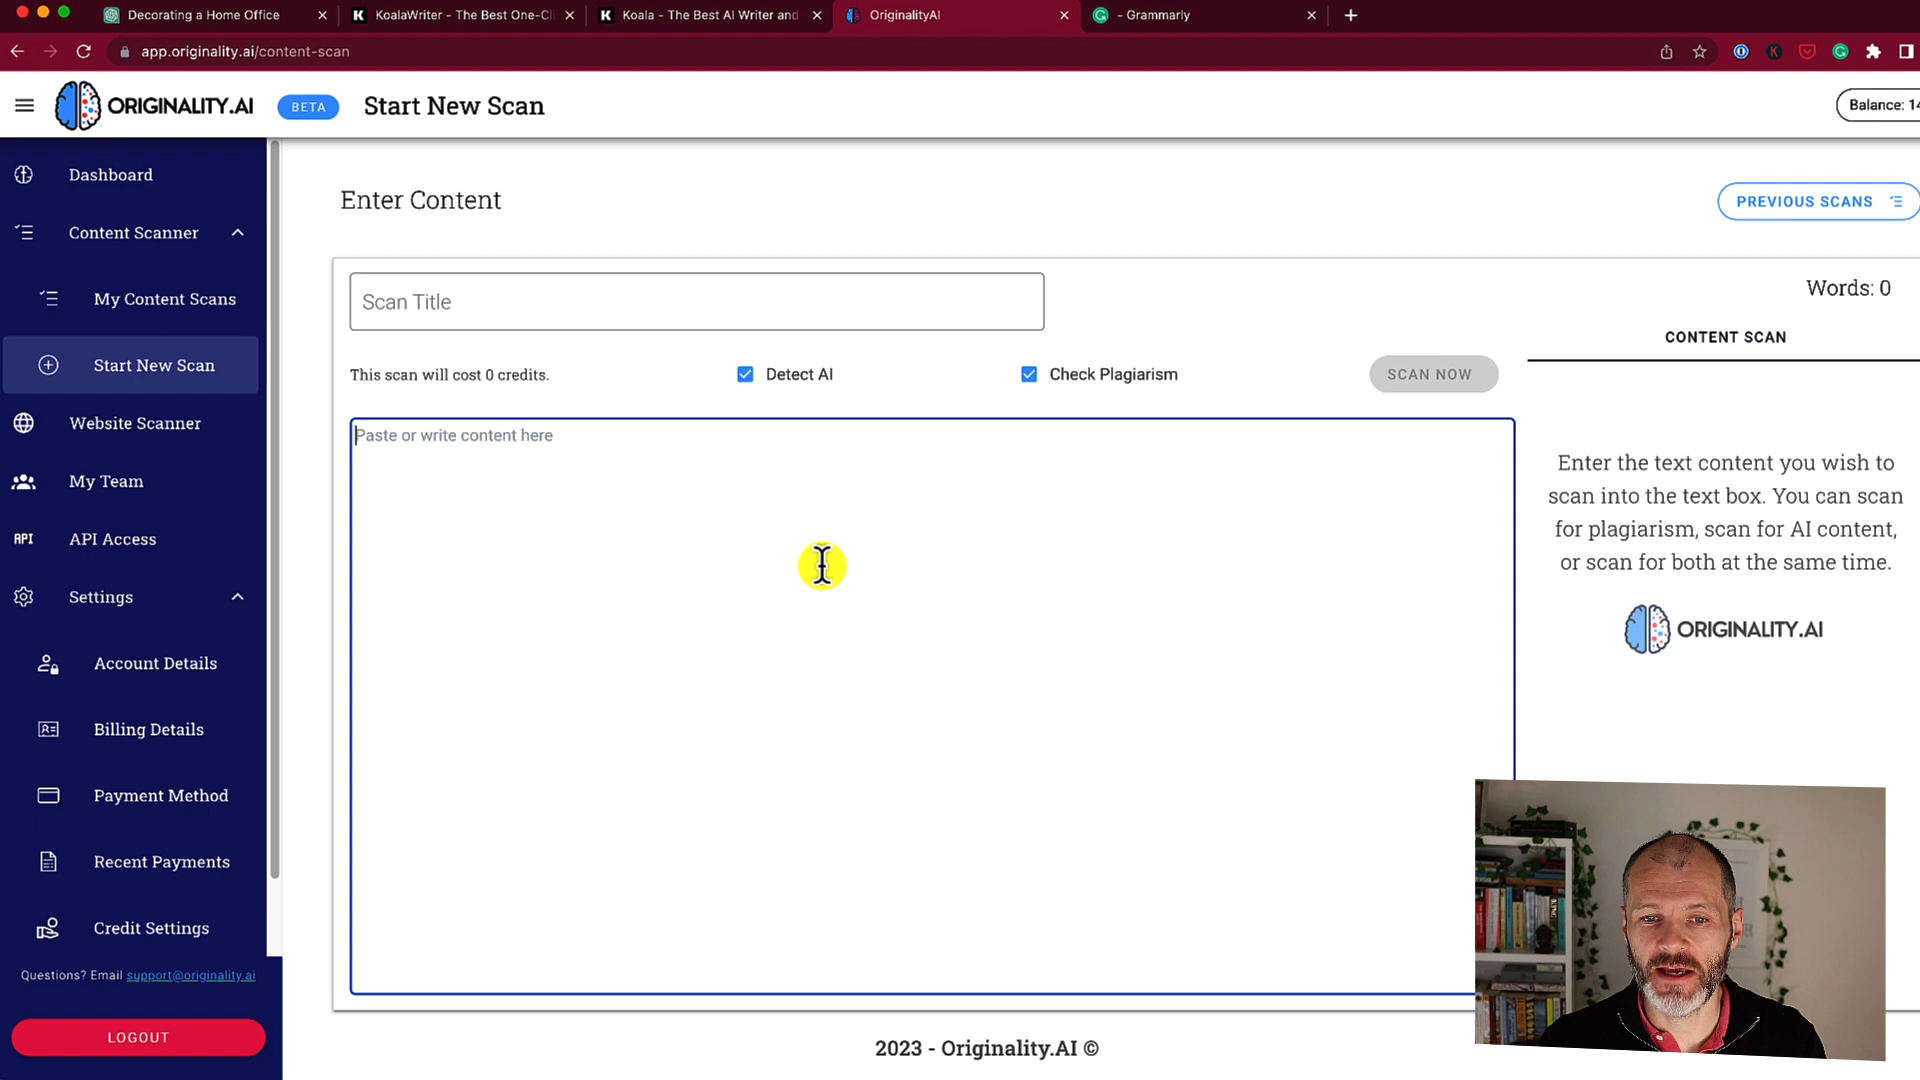 Decorating a Home Office
KoalaWriter - The Best One-Cli
Koala - The Best AI Writer and
OriginalityAI
- Grammarly
app.originality.ai/content-scan
ORIGINALITY.AI
BETA
Start New Scan
Balance: 14
Dashboard
Content Scanner
My Content Scans
Start New Scan
Website Scanner
My Team
API
API Access
Settings
Account Details
Billing Details
Payment Method
Recent Payments
Credit Settings
Questions? Email support@originality.ai
LOGOUT
Enter Content
PREVIOUS SCANS
Scan Title
Words: 0
CONTENT SCAN
This scan will cost 0 credits.
Detect AI
Check Plagiarism
SCAN NOW
Paste or write content here
Enter the text content you wish to
scan into the text box. You can scan
for plagiarism, scan for AI content,
or scan for both at the same time.
ORIGINALITY.AI
2023 - Originality.AI ©